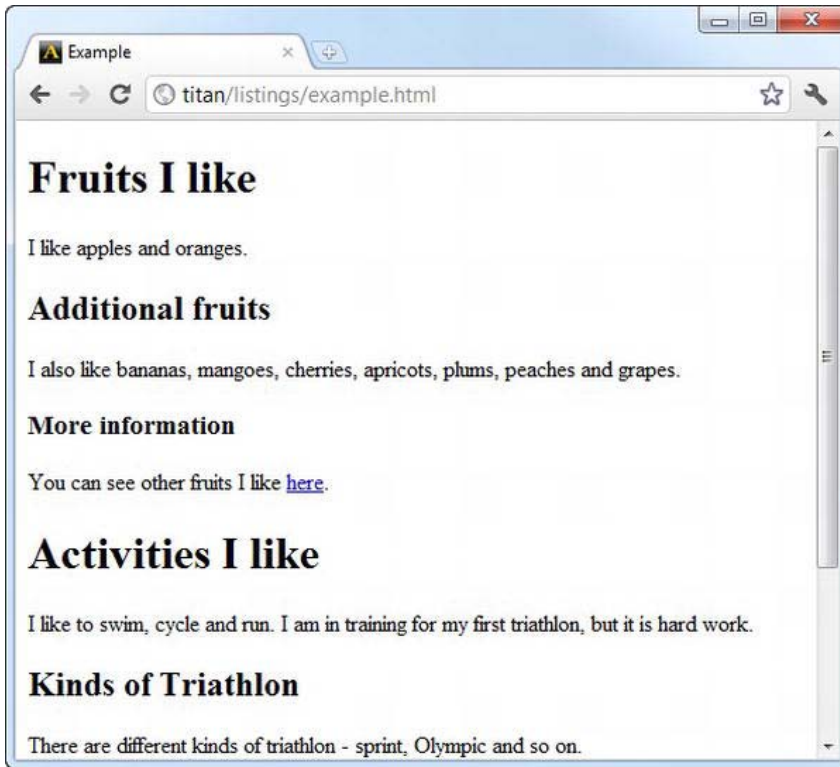 Example
titan/listings/example.html
Fruits I like
I like apples and oranges.
Additional fruits
I also like bananas, mangoes, cherries, apricots, plums, peaches and grapes.
More information
You can see other fruits I like here.
Activities I like
I like to swim, cycle and run. I am in training for my first triathlon, but it is hard work.
Kinds of Triathlon
There are different kinds of triathlon - sprint, Olympic and so on.